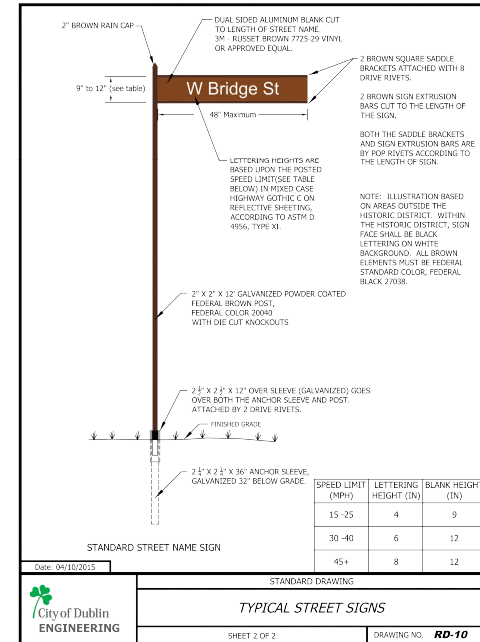 2" BROWN RAIN CAP
DUAL SIDED ALUMINUM BLANK CUT
TO LENGTH OF STREET NAME.
3M - RUSSET BROWN 7725-29 VINYL
OR APPROVED EQUAL.
9" to 12" (see table)
W Bridge St
48" Maximum
2 BROWN SQUARE SADDLE
BRACKETS ATTACHED WITH 8
DRIVE RIVETS.
2 BROWN SIGN EXTRUSION
BARS CUT TO THE LENGTH OF
THE SIGN.
BOTH THE SADDLE BRACKETS
AND SIGN EXTRUSION BARS ARE
BY POP RIVETS ACCORDING TO
THE LENGTH OF SIGN.
LETTERING HEIGHTS ARE
BASED UPON THE POSTED
SPEED LIMIT(SEE TABLE
BELOW) IN MIXED CASE
HIGHWAY GOTHIC C ON
REFLECTIVE SHEETING,
ACCORDING TO ASTM D
4956, TYPE XI.
NOTE: ILLUSTRATION BASED
ON AREAS OUTSIDE THE
HISTORIC DISTRICT. WITHIN
THE HISTORIC DISTRICT, SIGN
FACE SHALL BE BLACK
LETTERING ON WHITE
BACKGROUND. ALL BROWN
ELEMENTS MUST BE FEDERAL
STANDARD COLOR, FEDERAL
BLACK 27038.
2" X 2" X 12' GALVANIZED POWDER COATED
FEDERAL BROWN POST,
FEDERAL COLOR 20040
WITH DIE CUT KNOCKOUTS
2 ½" X 2 ½" X 12" OVER SLEEVE (GALVANIZED) GOES
OVER BOTH THE ANCHOR SLEEVE AND POST.
ATTACHED BY 2 DRIVE RIVETS.
FINISHED GRADE
2 ¼" X 2 ¼" X 36" ANCHOR SLEEVE,
GALVANIZED 32" BELOW GRADE.
SPEED LIMIT (MPH) LETTERING HEIGHT (IN) BLANK HEIGHT (IN)
15 -25 4 9
30 -40 6 12
45+ 8 12
STANDARD STREET NAME SIGN
Date: 04/10/2015
STANDARD DRAWING
City of Dublin
ENGINEERING
TYPICAL STREET SIGNS
SHEET 2 OF 2
DRAWING NO. RD-10